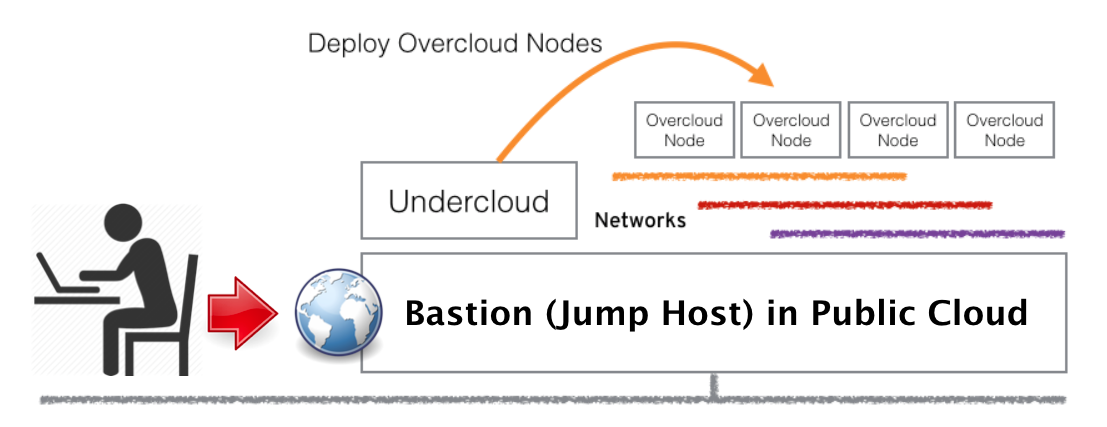 Deploy Overcloud Nodes
Overcloud
Node
Overcloud
Node
Overcloud
Node
Overcloud
Node
Undercloud
Networks
Bastion (Jump Host) in Public Cloud